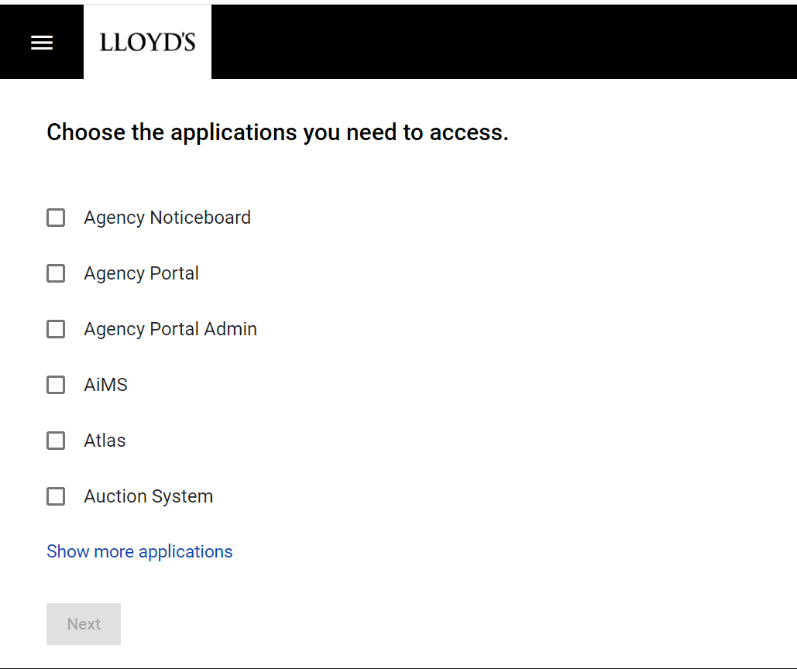 LLOYD'S
Choose the applications you need to access.
Agency Noticeboard
Agency Portal
Agency Portal Admin
AiMS
Atlas
Auction System
Show more applications
Next